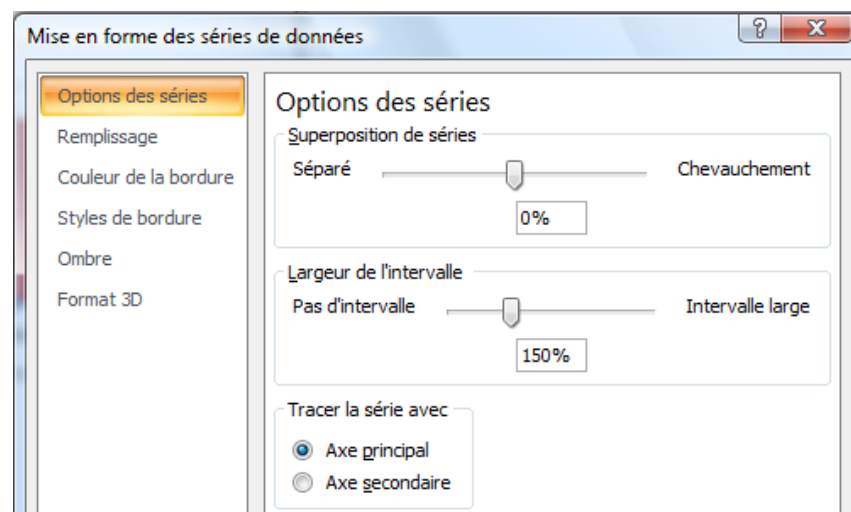 Mise en forme des séries de données
Options des séries
Remplissage
Couleur de la bordure
Styles de bordure
Ombre
Format 3D
Options des séries
Superposition de séries
Séparé Chevauchement
0%
Largeur de l'intervalle
Pas d'intervalle Intervalle large
150%
Tracer la série avec
Axe principal
Axe secondaire